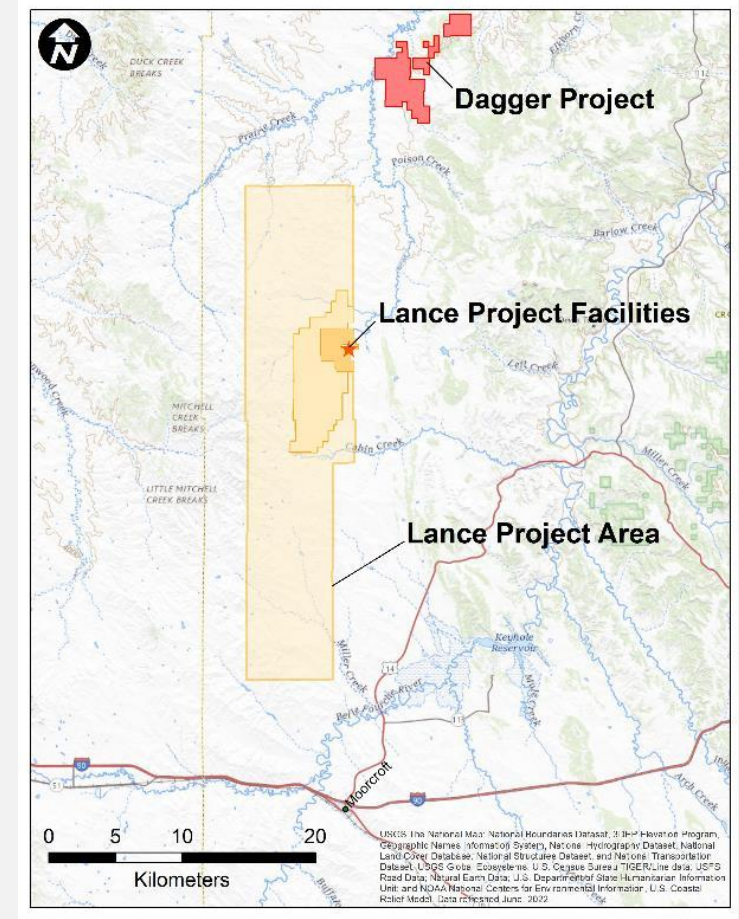 N
DUCK CREEK
BREAKS
Elkhorn Creek
112
Dagger Project
Prairie Creek
Poison Creek
Barlow Creek
Lance Project Facilities
Left Creek
MITCHELL
CREEK
BREAKS
Cabin Creek
Miller Creek
LITTLE MITCHELL
CREEK BREAKS
Lance Project Area
Keyhole
Reservoir
Miller Creek
14
Belle Fourche River
Mule Creek
113
90
51
Moorcroft
90
Arch Creek
0 5 10 20
Kilometers
USGS The National Map: National Boundaries Dataset, 3DEP Elevation Program,
Geographic Names Information System, National Hydrography Dataset, National
Land Cover Database, National Structures Dataset, and National Transportation
Dataset; USGS Global Ecosystems; U.S. Census Bureau TIGER/Line data; USFS
Road Data; Natural Earth Data; U.S. Department of State Humanitarian Information
Unit; and NOAA National Centers for Environmental Information, U.S. Coastal
Relief Model. Data refreshed June, 2022.